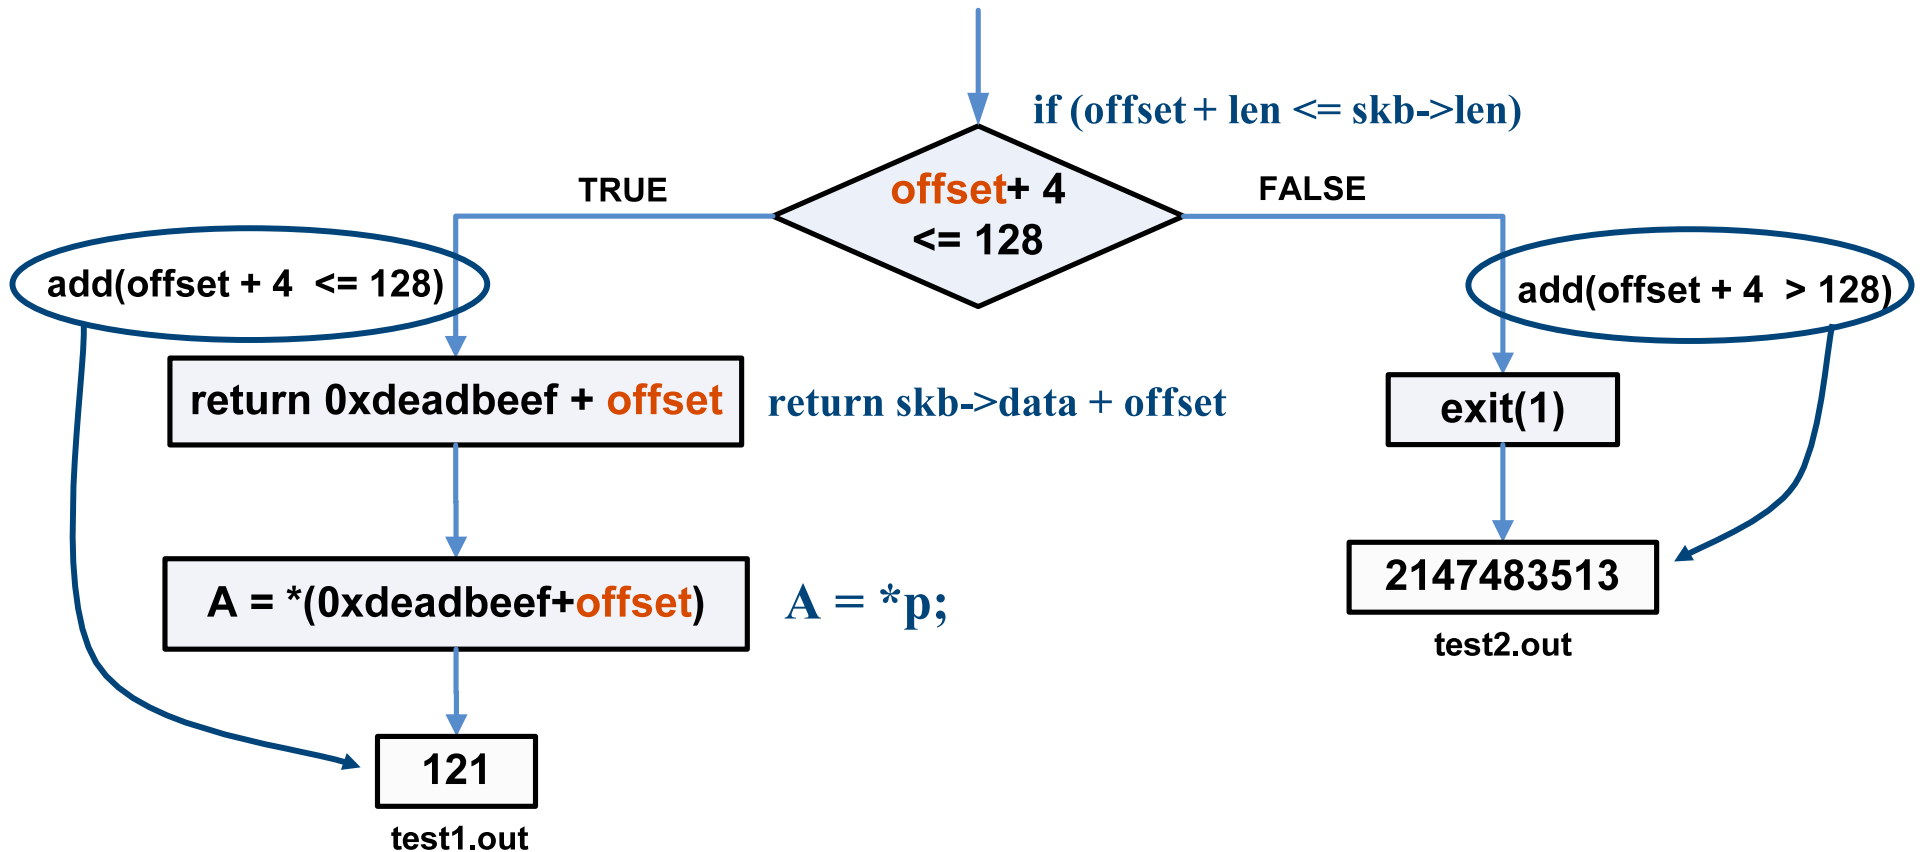 if (offset + len <= skb->len)
TRUE
offset+ 4
<= 128
FALSE
add(offset + 4 <= 128)
add(offset + 4 > 128)
return 0xdeadbeef + offset
return skb->data + offset
exit(1)
A = *(0xdeadbeef+offset)
A = *p;
2147483513
test2.out
121
test1.out